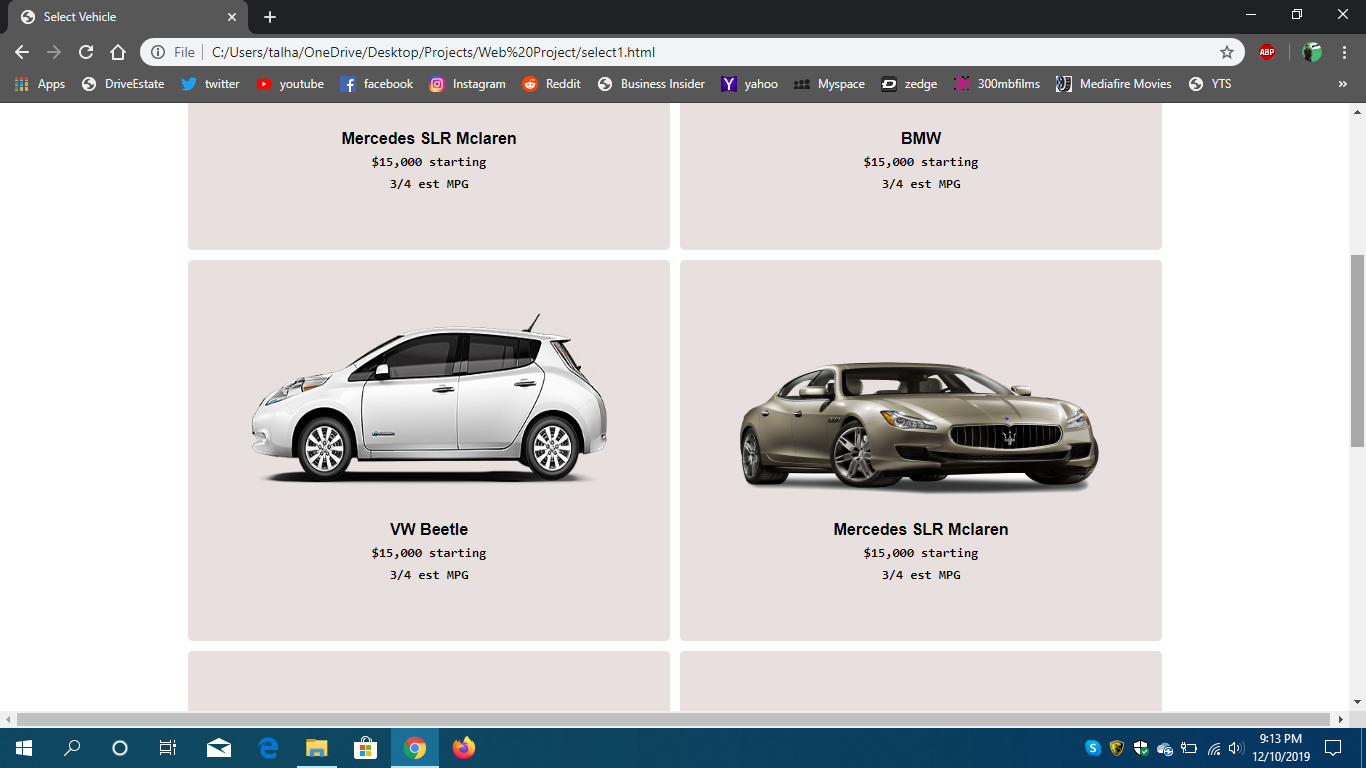 Select Vehicle
File
C:/Users/talha/OneDrive/Desktop/Projects/Web%20Project/select1.html
ABP
Apps
DriveEstate
twitter
youtube
facebook
Instagram
Reddit
Business Insider
yahoo
Myspace
zedge
300mbfilms
Mediafire Movies
YTS
»
Mercedes SLR Mclaren
$15,000 starting
3/4 est MPG
BMW
$15,000 starting
3/4 est MPG
VW Beetle
$15,000 starting
3/4 est MPG
Mercedes SLR Mclaren
$15,000 starting
3/4 est MPG
9:13 PM
12/10/2019